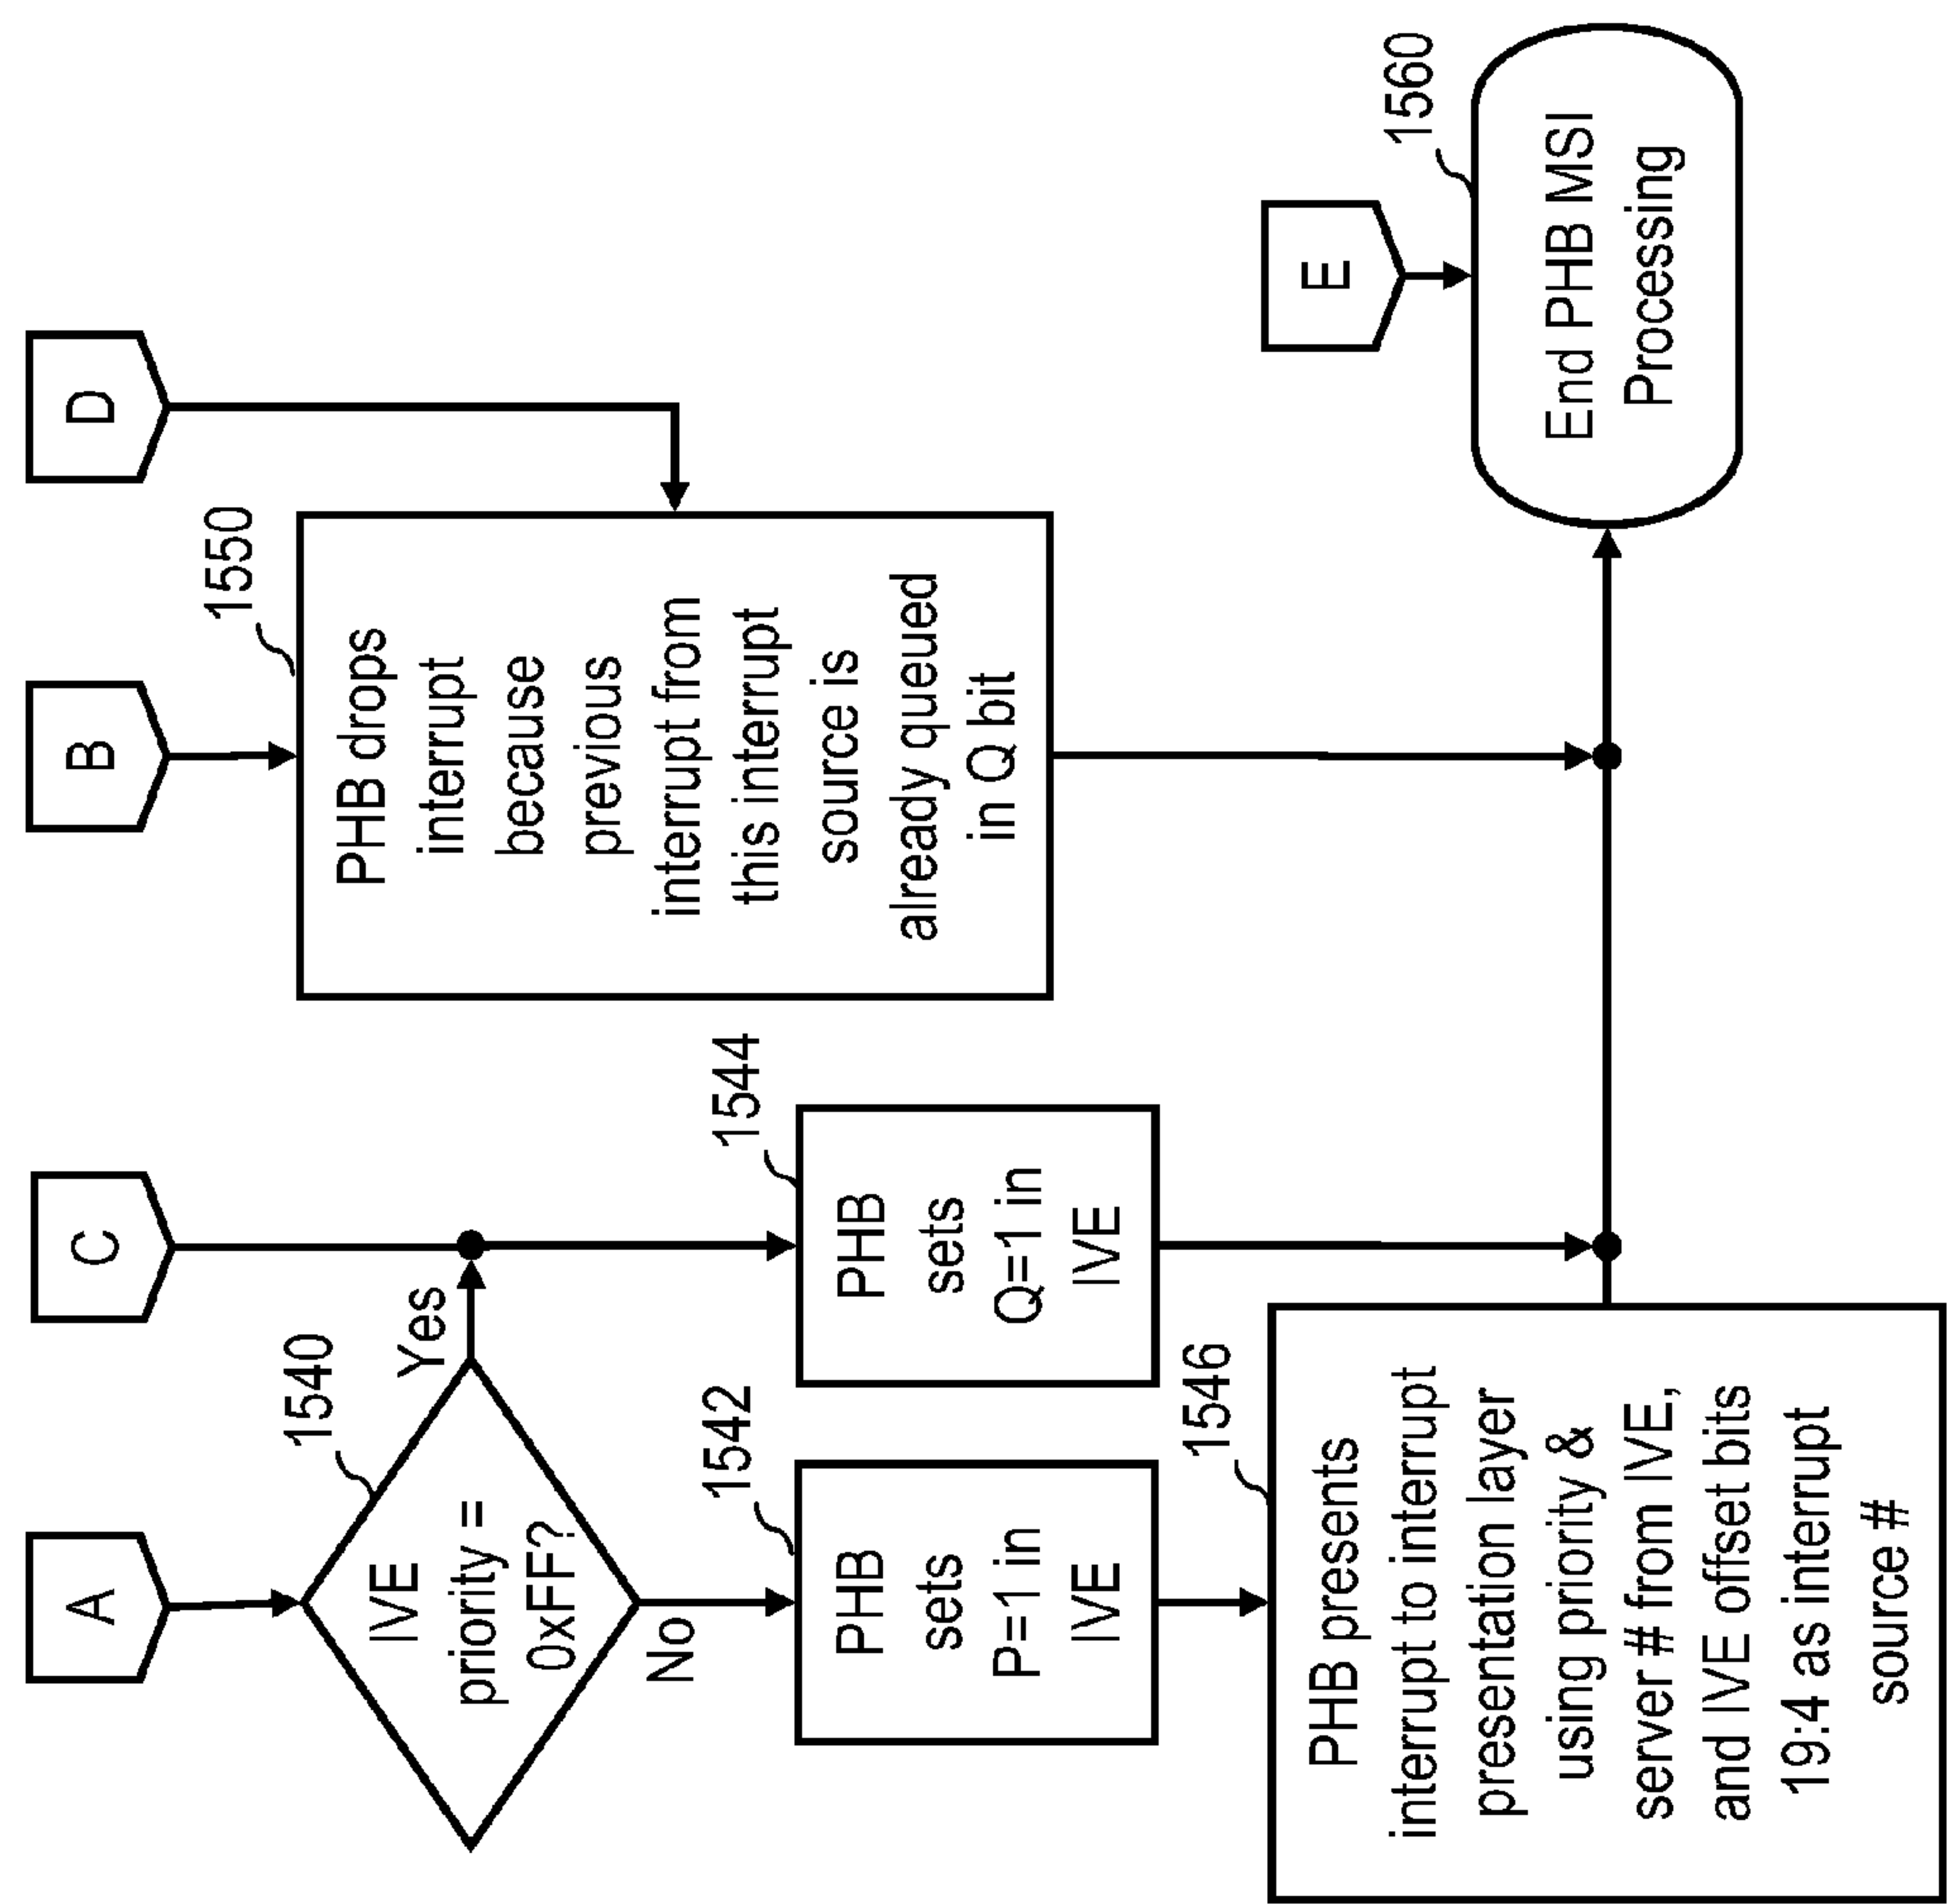 A
C
B
D
1540
IVE
priority =
0xFF?
Yes
No
1542
PHB
sets
P=1 in
IVE
1544
PHB
sets
Q=1 in
IVE
1550
PHB drops
interrupt
because
previous
interrupt from
this interrupt
source is
already queued
in Q bit
1546
PHB presents
interrupt to interrupt
presentation layer
using priority &
server # from IVE,
and IVE offset bits
19:4 as interrupt
source #
E
1560
End PHB MSI
Processing